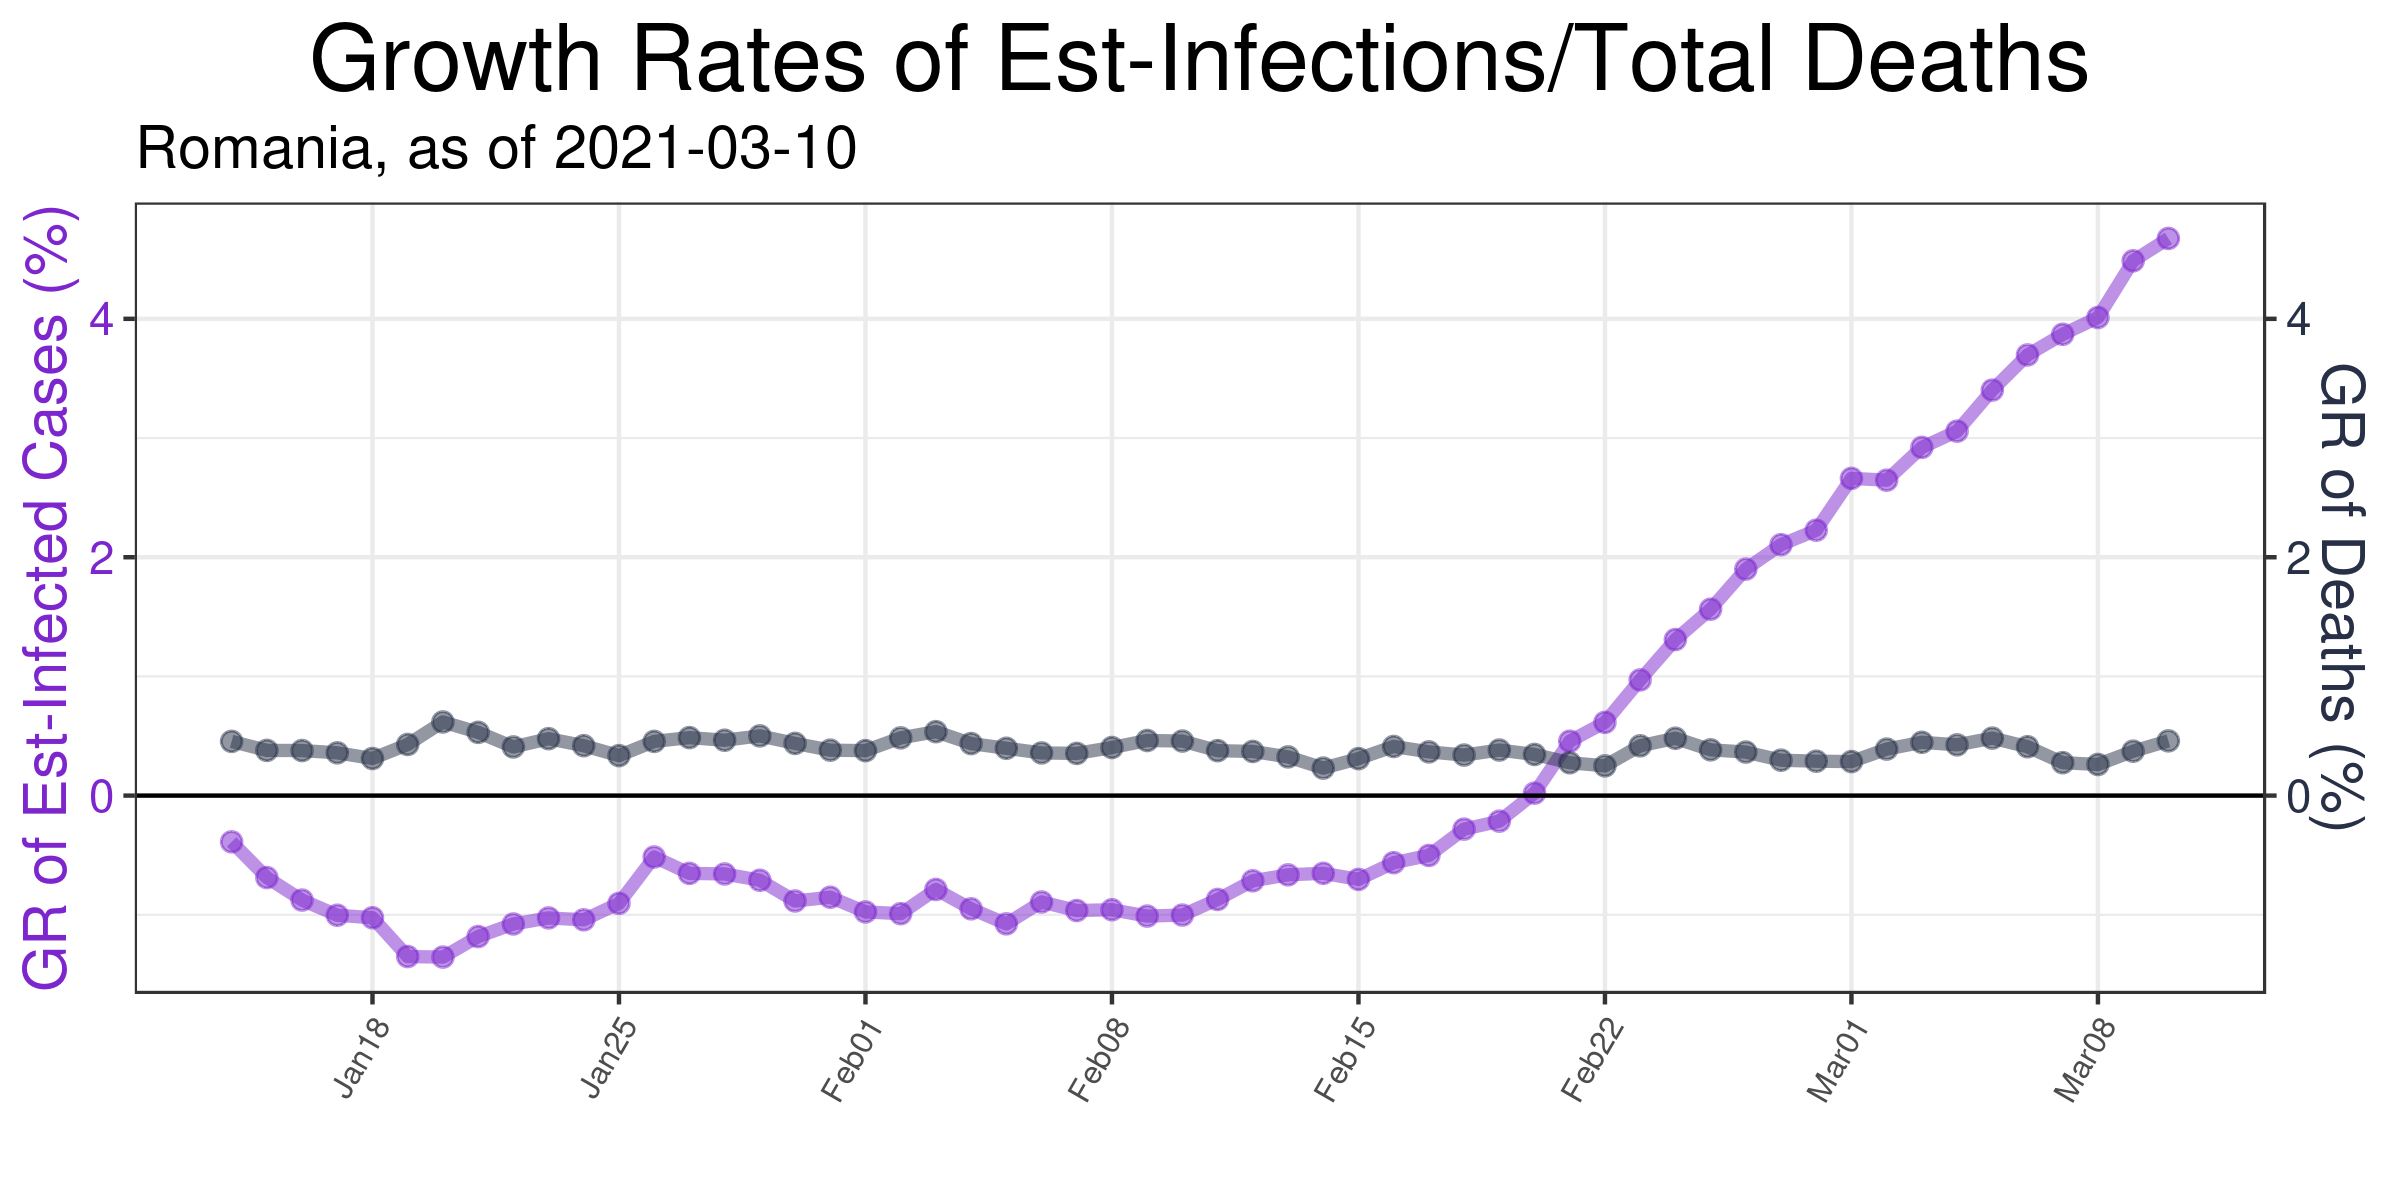 Growth Rates of Est-Infections/Total Deaths
Romania, as of 2021-03-10
GR of Est-Infected Cases (%)
4
2
0
4
2
0
GR of Deaths (%)
Jan18
Jan25
Feb01
Feb08
Feb15
Feb22
Mar01
Mar08